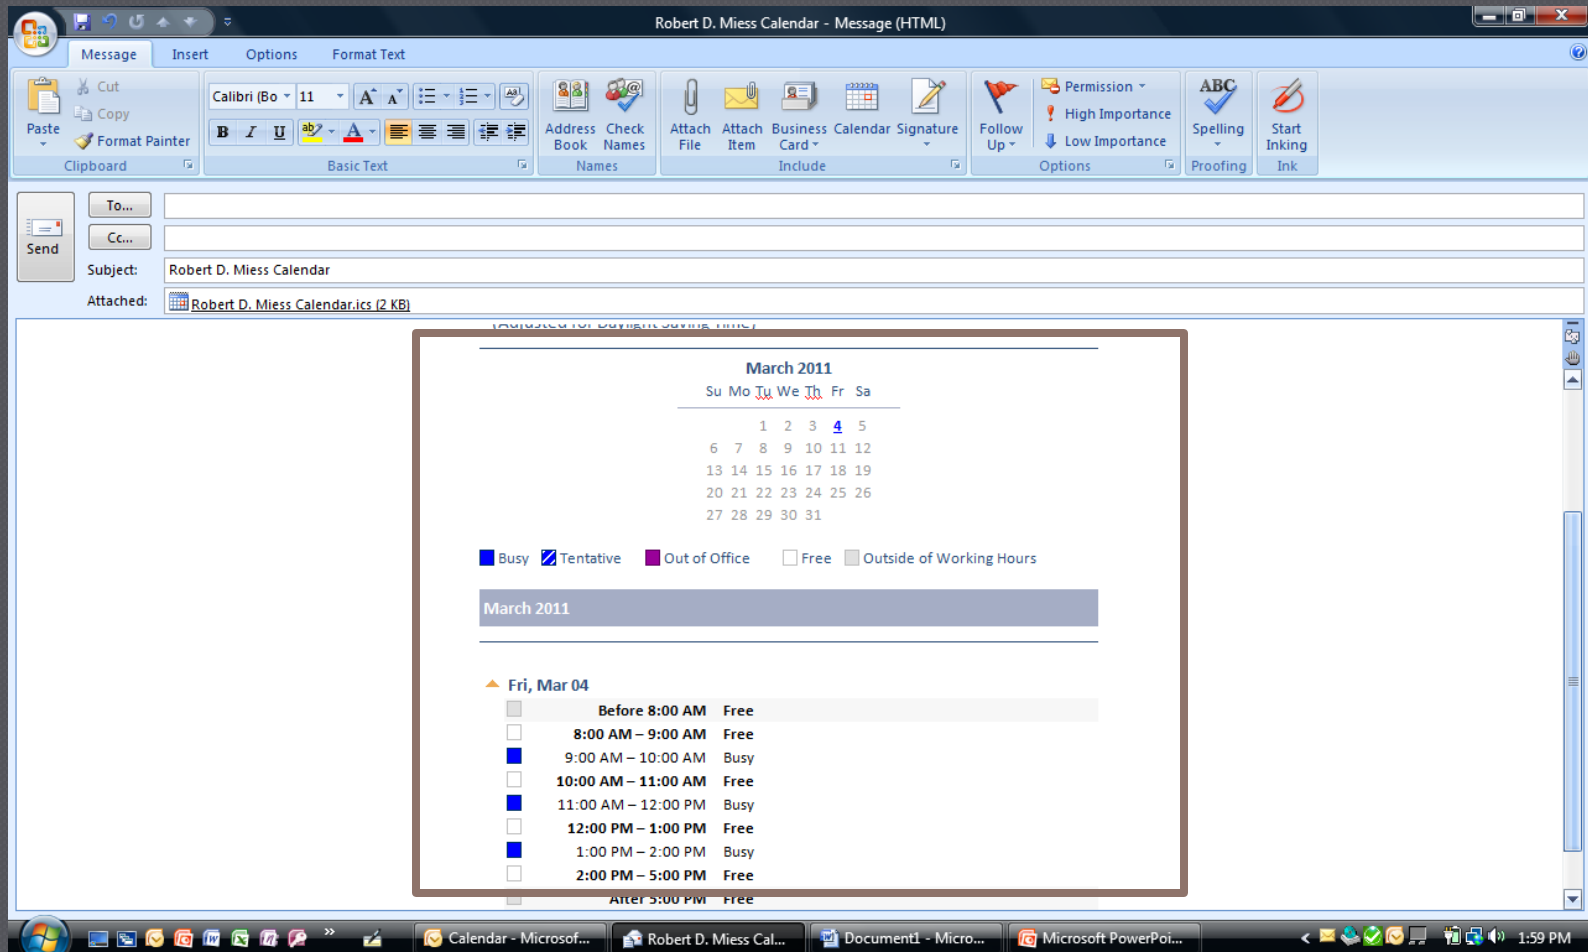 Robert D. Miess Calendar - Message (HTML)
Message Insert Options Format Text
Paste
Cut
Copy
Format Painter
Clipboard
Calibri (Bo 11
B I U
Basic Text
Address Book
Check Names
Names
Attach File
Attach Item
Business Card
Calendar
Signature
Include
Follow Up
Permission
High Importance
Low Importance
Options
ABC
Spelling
Proofing
Start Inking
Ink
Send
To...
Cc...
Subject: Robert D. Miess Calendar
Attached: Robert D. Miess Calendar.ics (2 KB)
(Adjusted for Daylight Saving Time)
March 2011
Su Mo Tu We Th Fr Sa
1 2 3 4 5
6 7 8 9 10 11 12
13 14 15 16 17 18 19
20 21 22 23 24 25 26
27 28 29 30 31
Busy Tentative Out of Office Free Outside of Working Hours
March 2011
Fri, Mar 04
Before 8:00 AM Free
8:00 AM – 9:00 AM Free
9:00 AM – 10:00 AM Busy
10:00 AM – 11:00 AM Free
11:00 AM – 12:00 PM Busy
12:00 PM – 1:00 PM Free
1:00 PM – 2:00 PM Busy
2:00 PM – 5:00 PM Free
After 5:00 PM Free
Calendar - Microsof... Robert D. Miess Cal... Document1 - Micro... Microsoft PowerPoi... 1:59 PM